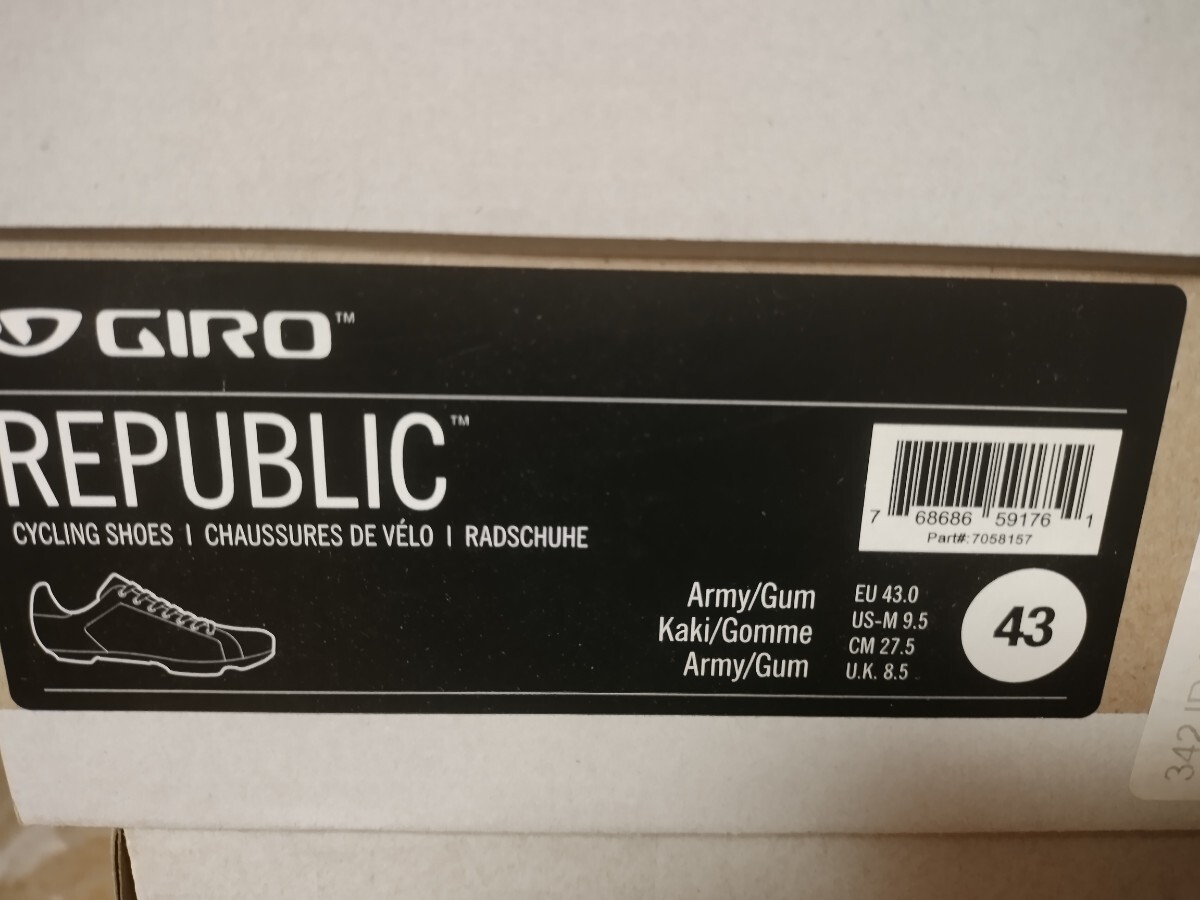 GIRO™
REPUBLIC™
CYCLING SHOES | CHAUSSURES DE VÉLO | RADSCHUHE
7 68686 59176 1
Part#: 7058157
Army/Gum
Kaki/Gomme
Army/Gum
EU 43.0
US-M 9.5
CM 27.5
U.K. 8.5
43
342